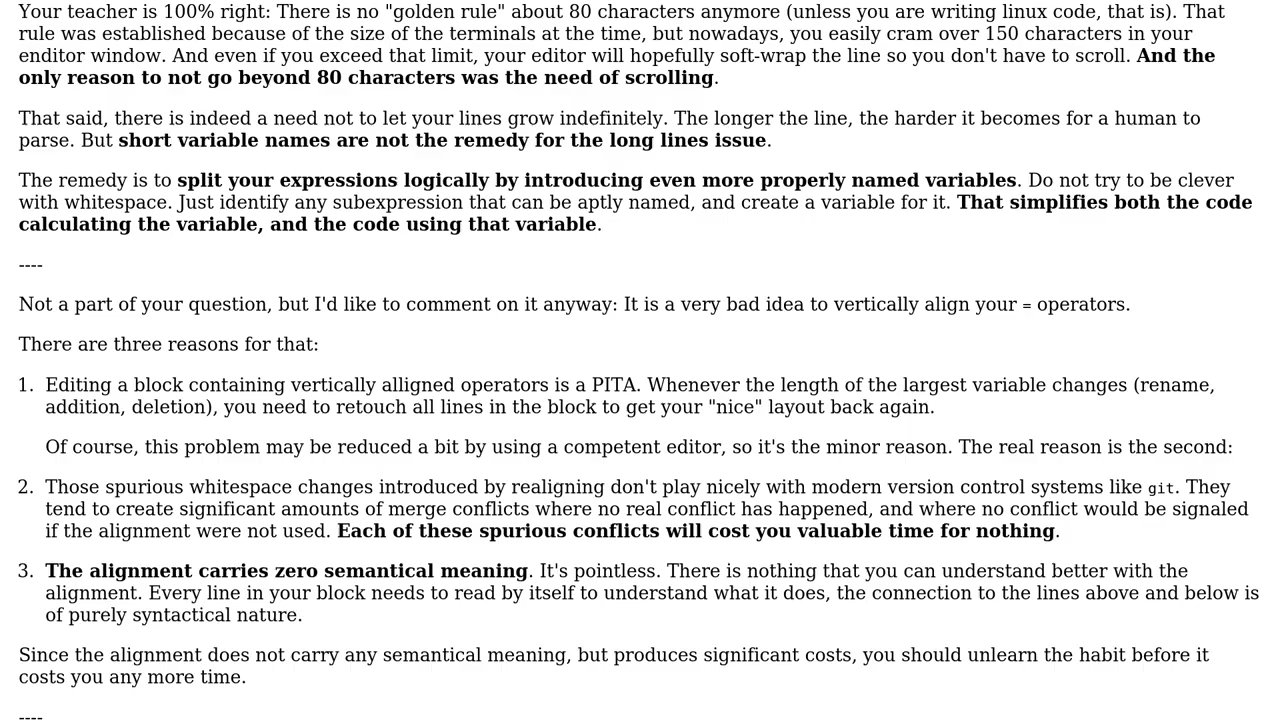 Your teacher is 100% right: There is no "golden rule" about 80 characters anymore (unless you are writing linux code, that is). That
rule was established because of the size of the terminals at the time, but nowadays, you easily cram over 150 characters in your
enditor window. And even if you exceed that limit, your editor will hopefully soft-wrap the line so you don't have to scroll. And the
only reason to not go beyond 80 characters was the need of scrolling.
That said, there is indeed a need not to let your lines grow indefinitely. The longer the line, the harder it becomes for a human to
parse. But short variable names are not the remedy for the long lines issue.
The remedy is to split your expressions logically by introducing even more properly named variables. Do not try to be clever
with whitespace. Just identify any subexpression that can be aptly named, and create a variable for it. That simplifies both the code
calculating the variable, and the code using that variable.
----
Not a part of your question, but I'd like to comment on it anyway: It is a very bad idea to vertically align your = operators.
There are three reasons for that:
1. Editing a block containing vertically alligned operators is a PITA. Whenever the length of the largest variable changes (rename,
addition, deletion), you need to retouch all lines in the block to get your "nice" layout back again.
Of course, this problem may be reduced a bit by using a competent editor, so it's the minor reason. The real reason is the second:
2. Those spurious whitespace changes introduced by realigning don't play nicely with modern version control systems like git. They
tend to create significant amounts of merge conflicts where no real conflict has happened, and where no conflict would be signaled
if the alignment were not used. Each of these spurious conflicts will cost you valuable time for nothing.
3. The alignment carries zero semantical meaning. It's pointless. There is nothing that you can understand better with the
alignment. Every line in your block needs to read by itself to understand what it does, the connection to the lines above and below is
of purely syntactical nature.
Since the alignment does not carry any semantical meaning, but produces significant costs, you should unlearn the habit before it
costs you any more time.
----